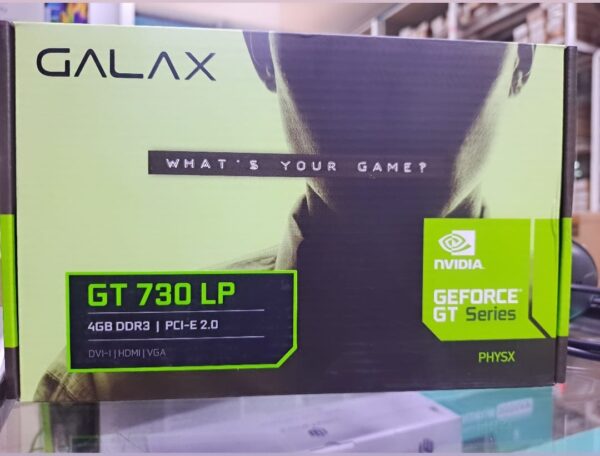 GALAX
WHAT'S YOUR GAME?
NVIDIA
GEFORCE
GT Series
PHYSX
GT 730 LP
4GB DDR3 | PCI-E 2.0
DVI-I | HDMI | VGA